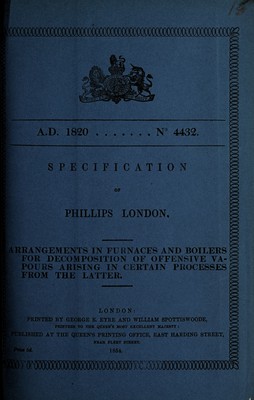 A.D. 1820 . . . . . . . Nº 4432.
SPECIFICATION
OF
PHILLIPS LONDON.
ARRANGEMENTS IN FURNACES AND BOILERS
FOR DECOMPOSITION OF OFFENSIVE VA-
POURS ARISING IN CERTAIN PROCESSES
FROM THE LATTER.
LONDON:
PRINTED BY GEORGE E. EYRE AND WILLIAM SPOTTISWOODE,
PRINTERS TO THE QUEEN'S MOST EXCELLENT MAJESTY:
PUBLISHED AT THE QUEEN'S PRINTING OFFICE, EAST HARDING STREET,
NEAR FLEET STREET.
Price